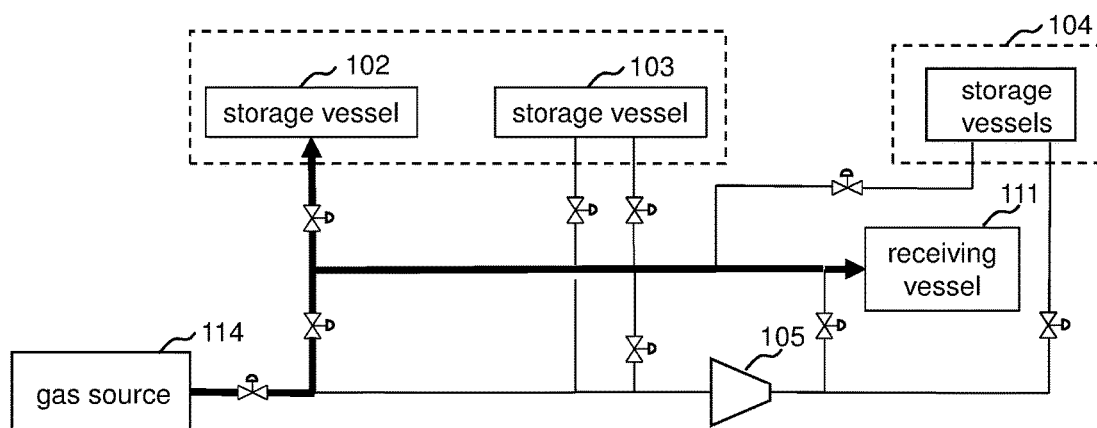 104
102
103
storage vessel
storage vessel
storage
vessels
111
receiving
vessel
114
105
gas source